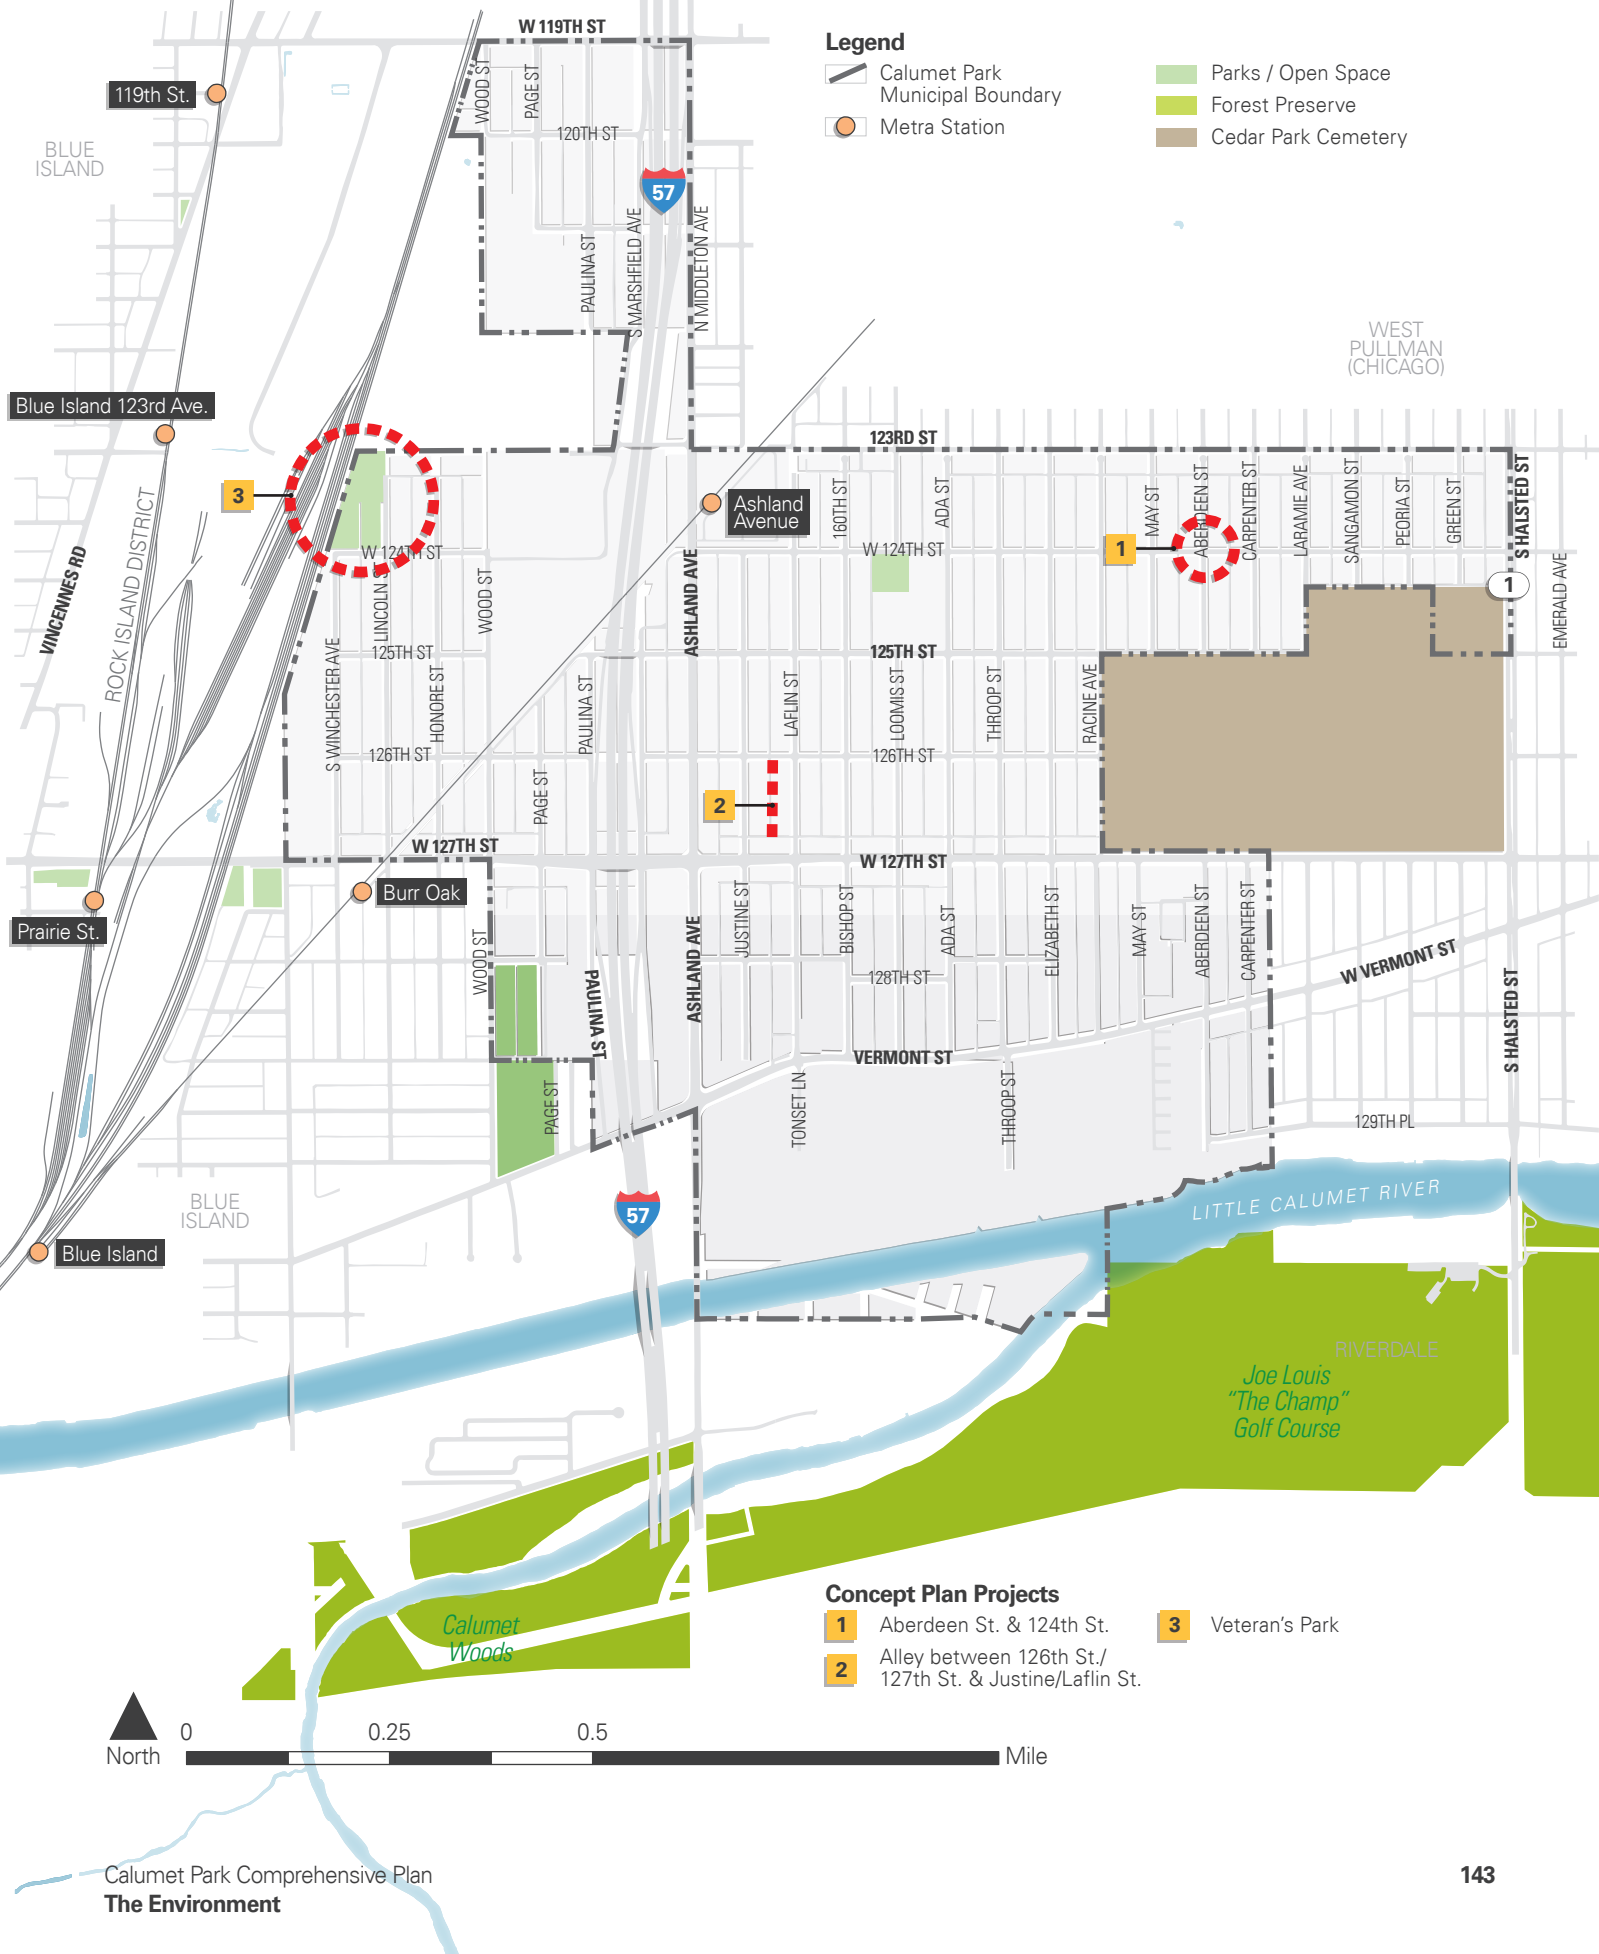 W 119TH ST
Legend
Calumet Park
Municipal Boundary
Metra Station
Parks / Open Space
Forest Preserve
Cedar Park Cemetery
119th St.
WOOD ST
PAGE ST
120TH ST
BLUE
ISLAND
57
PAULINA ST
S MARSHFIELD AVE
N MIDDLETON AVE
WEST
PULLMAN
(CHICAGO)
Blue Island 123rd Ave.
123RD ST
3
Ashland
Avenue
160TH ST
ADA ST
MAY ST
ABERDEEN ST
CARPENTER ST
LARAMIE AVE
SANGAMON ST
PEORIA ST
GREEN ST
S HALSTED ST
W 124TH ST
W 124TH ST
1
1
VINCENNES RD
ROCK ISLAND DISTRICT
LINCOLN ST
WOOD ST
ASHLAND AVE
EMERALD AVE
125TH ST
125TH ST
S WINCHESTER AVE
HONORE ST
PAULINA ST
LAFLIN ST
LOOMIS ST
THROOP ST
RACINE AVE
126TH ST
126TH ST
PAGE ST
2
W 127TH ST
W 127TH ST
Burr Oak
Prairie St.
WOOD ST
PAULINA ST
ASHLAND AVE
JUSTINE ST
BISHOP ST
ADA ST
ELIZABETH ST
MAY ST
ABERDEEN ST
CARPENTER ST
128TH ST
W VERMONT ST
S HALSTED ST
VERMONT ST
PAGE ST
TONSET LN
THROOP ST
129TH PL
BLUE
ISLAND
57
LITTLE CALUMET RIVER
Blue Island
RIVERDALE
Joe Louis
“The Champ”
Golf Course
Calumet
Woods
Concept Plan Projects
1 Aberdeen St. & 124th St.
2 Alley between 126th St./
127th St. & Justine/Laflin St.
3 Veteran’s Park
North
0 0.25 0.5 Mile
Calumet Park Comprehensive Plan
The Environment
143